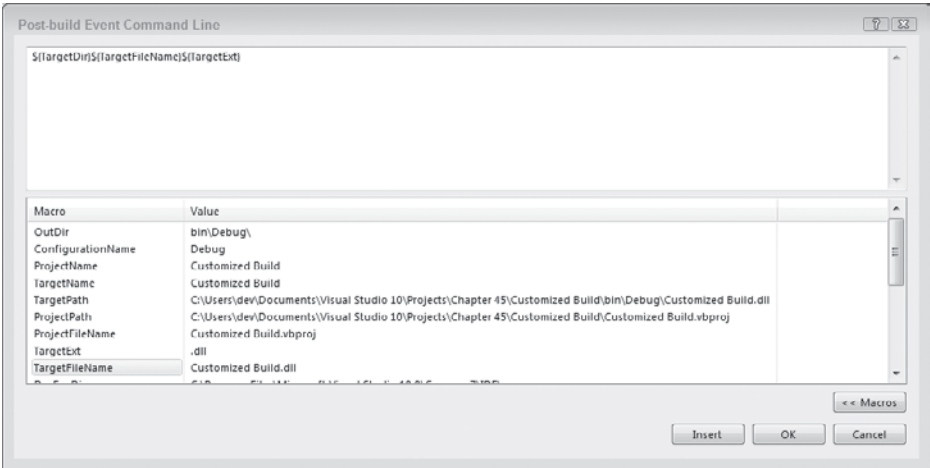 Post-build Event Command Line
$(TargetDir)$(TargetFileName)$(TargetExt)
Macro Value
OutDir bin\Debug\
ConfigurationName Debug
ProjectName Customized Build
TargetName Customized Build
TargetPath C:\Users\dev\Documents\Visual Studio 10\Projects\Chapter 45\Customized Build\bin\Debug\Customized Build.dll
ProjectPath C:\Users\dev\Documents\Visual Studio 10\Projects\Chapter 45\Customized Build\Customized Build.vbproj
ProjectFileName Customized Build.vbproj
TargetExt .dll
TargetFileName Customized Build.dll
<< Macros
Insert OK Cancel